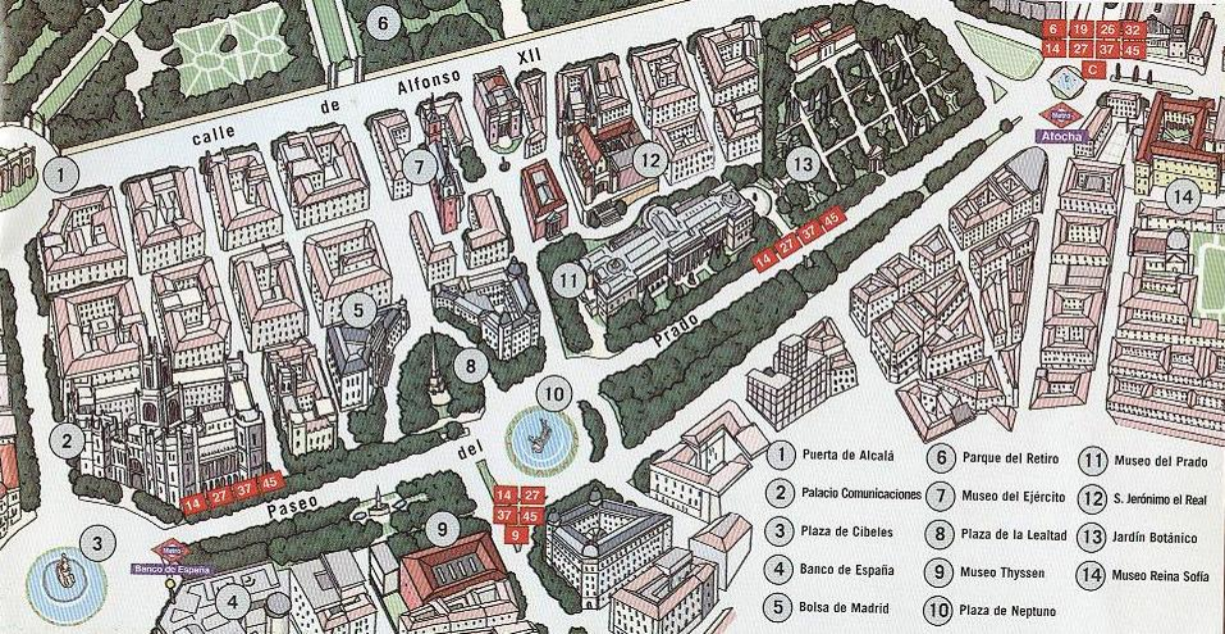 6
6 19 26 32
14 27 37 45
C
Metro
Atocha
calle de Alfonso XII
1
7
12
13
14
14 27 37 45
11
5
8
10
Paseo del Prado
2
14 27 37 45
14 27
37 45
9
9
3
Metro
Banco de España
4
1 Puerta de Alcalá
2 Palacio Comunicaciones
3 Plaza de Cibeles
4 Banco de España
5 Bolsa de Madrid
6 Parque del Retiro
7 Museo del Ejército
8 Plaza de la Lealtad
9 Museo Thyssen
10 Plaza de Neptuno
11 Museo del Prado
12 S. Jerónimo el Real
13 Jardín Botánico
14 Museo Reina Sofía